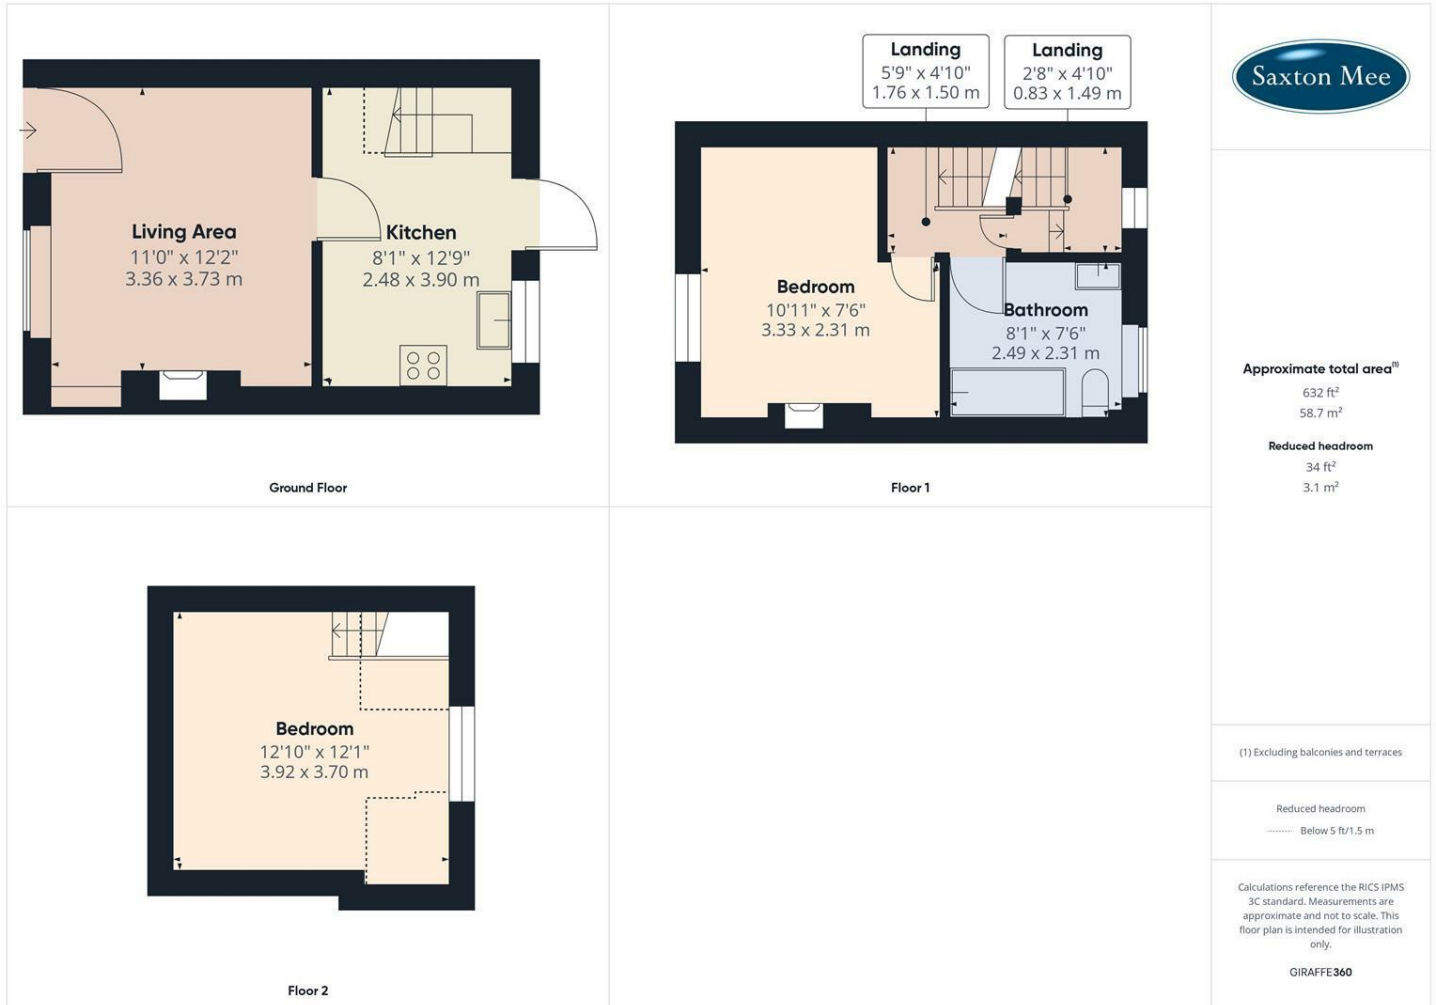 Living Area
11'0" x 12'2"
3.36 x 3.73 m
Kitchen
8'1" x 12'9"
2.48 x 3.90 m
Ground Floor
Landing
5'9" x 4'10"
1.76 x 1.50 m
Landing
2'8" x 4'10"
0.83 x 1.49 m
Bedroom
10'11" x 7'6"
3.33 x 2.31 m
Bathroom
8'1" x 7'6"
2.49 x 2.31 m
Floor 1
Bedroom
12'10" x 12'1"
3.92 x 3.70 m
Floor 2
Saxton Mee
Approximate total area⁽¹⁾
632 ft²
58.7 m²
Reduced headroom
34 ft²
3.1 m²
(1) Excluding balconies and terraces
Reduced headroom
Below 5 ft/1.5 m
Calculations reference the RICS IPMS
3C standard. Measurements are
approximate and not to scale. This
floor plan is intended for illustration
only.
GIRAFFE360